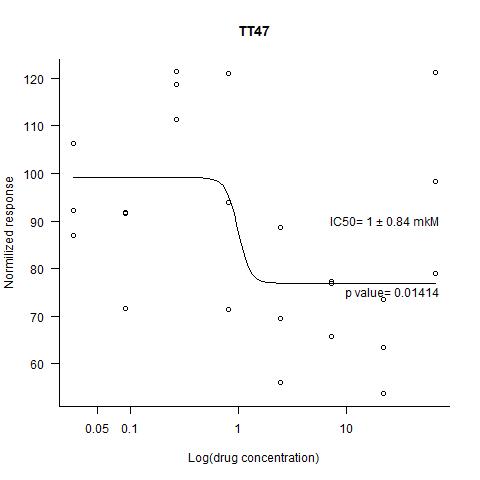 TT47
120
110
100
90
80
70
60
Normilized response
IC50= 1 ± 0.84 mkM
p value= 0.01414
0.05 0.1 1 10
Log(drug concentration)